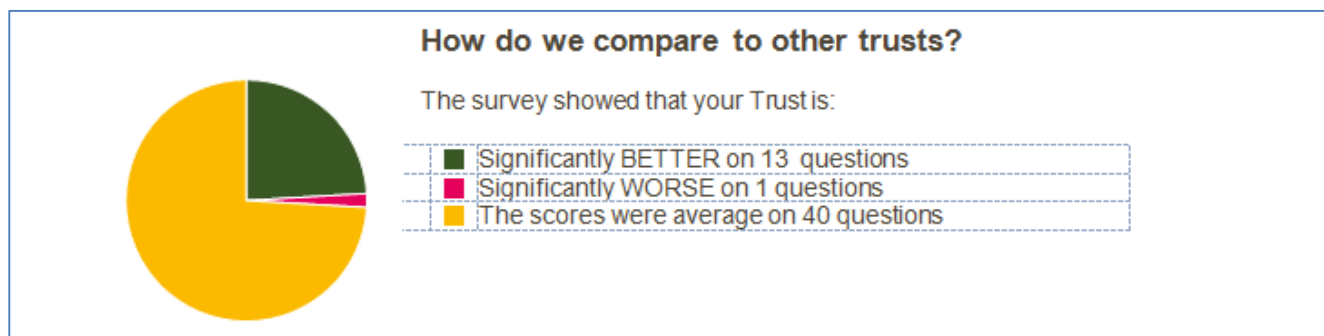 How do we compare to other trusts?
The survey showed that your Trust is:
Significantly BETTER on 13 questions
Significantly WORSE on 1 questions
The scores were average on 40 questions